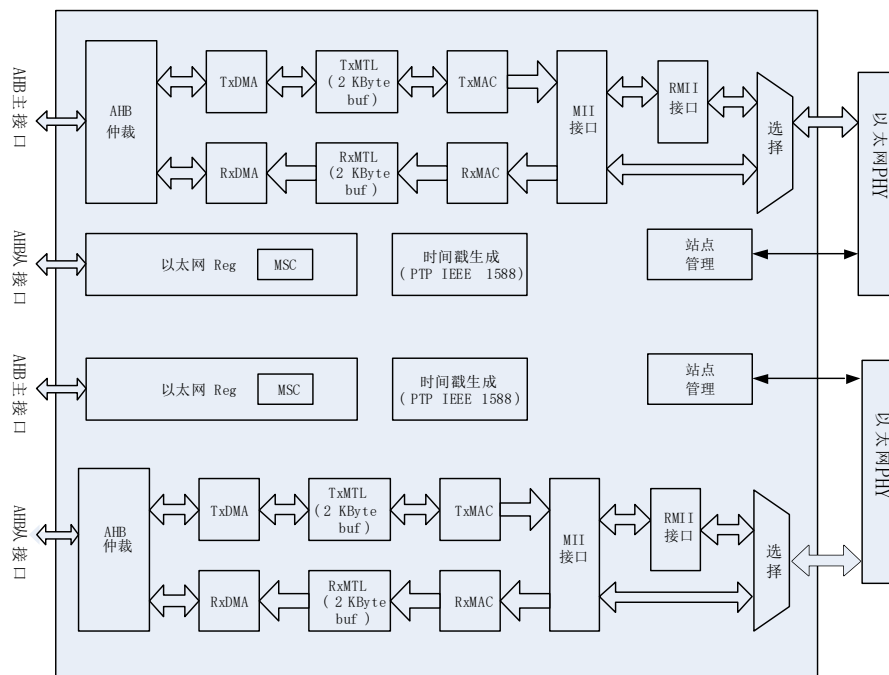 AHB主接口
AHB
仲裁
TxDMA
TxMTL
( 2 KByte
buf )
TxMAC
MII
接口
RMII
接口
选择
以太网PHY
RxDMA
RxMTL
( 2 KByte
buf )
RxMAC
AHB从接口
以太网 Reg
MSC
时间戳生成
( PTP IEEE 1588 )
站点
管理
AHB主接口
以太网 Reg
MSC
时间戳生成
( PTP IEEE 1588 )
站点
管理
以太网PHY
AHB从接口
AHB
仲裁
TxDMA
TxMTL
( 2 KByte
buf )
TxMAC
MII
接口
RMII
接口
选择
RxDMA
RxMTL
( 2 KByte
buf )
RxMAC